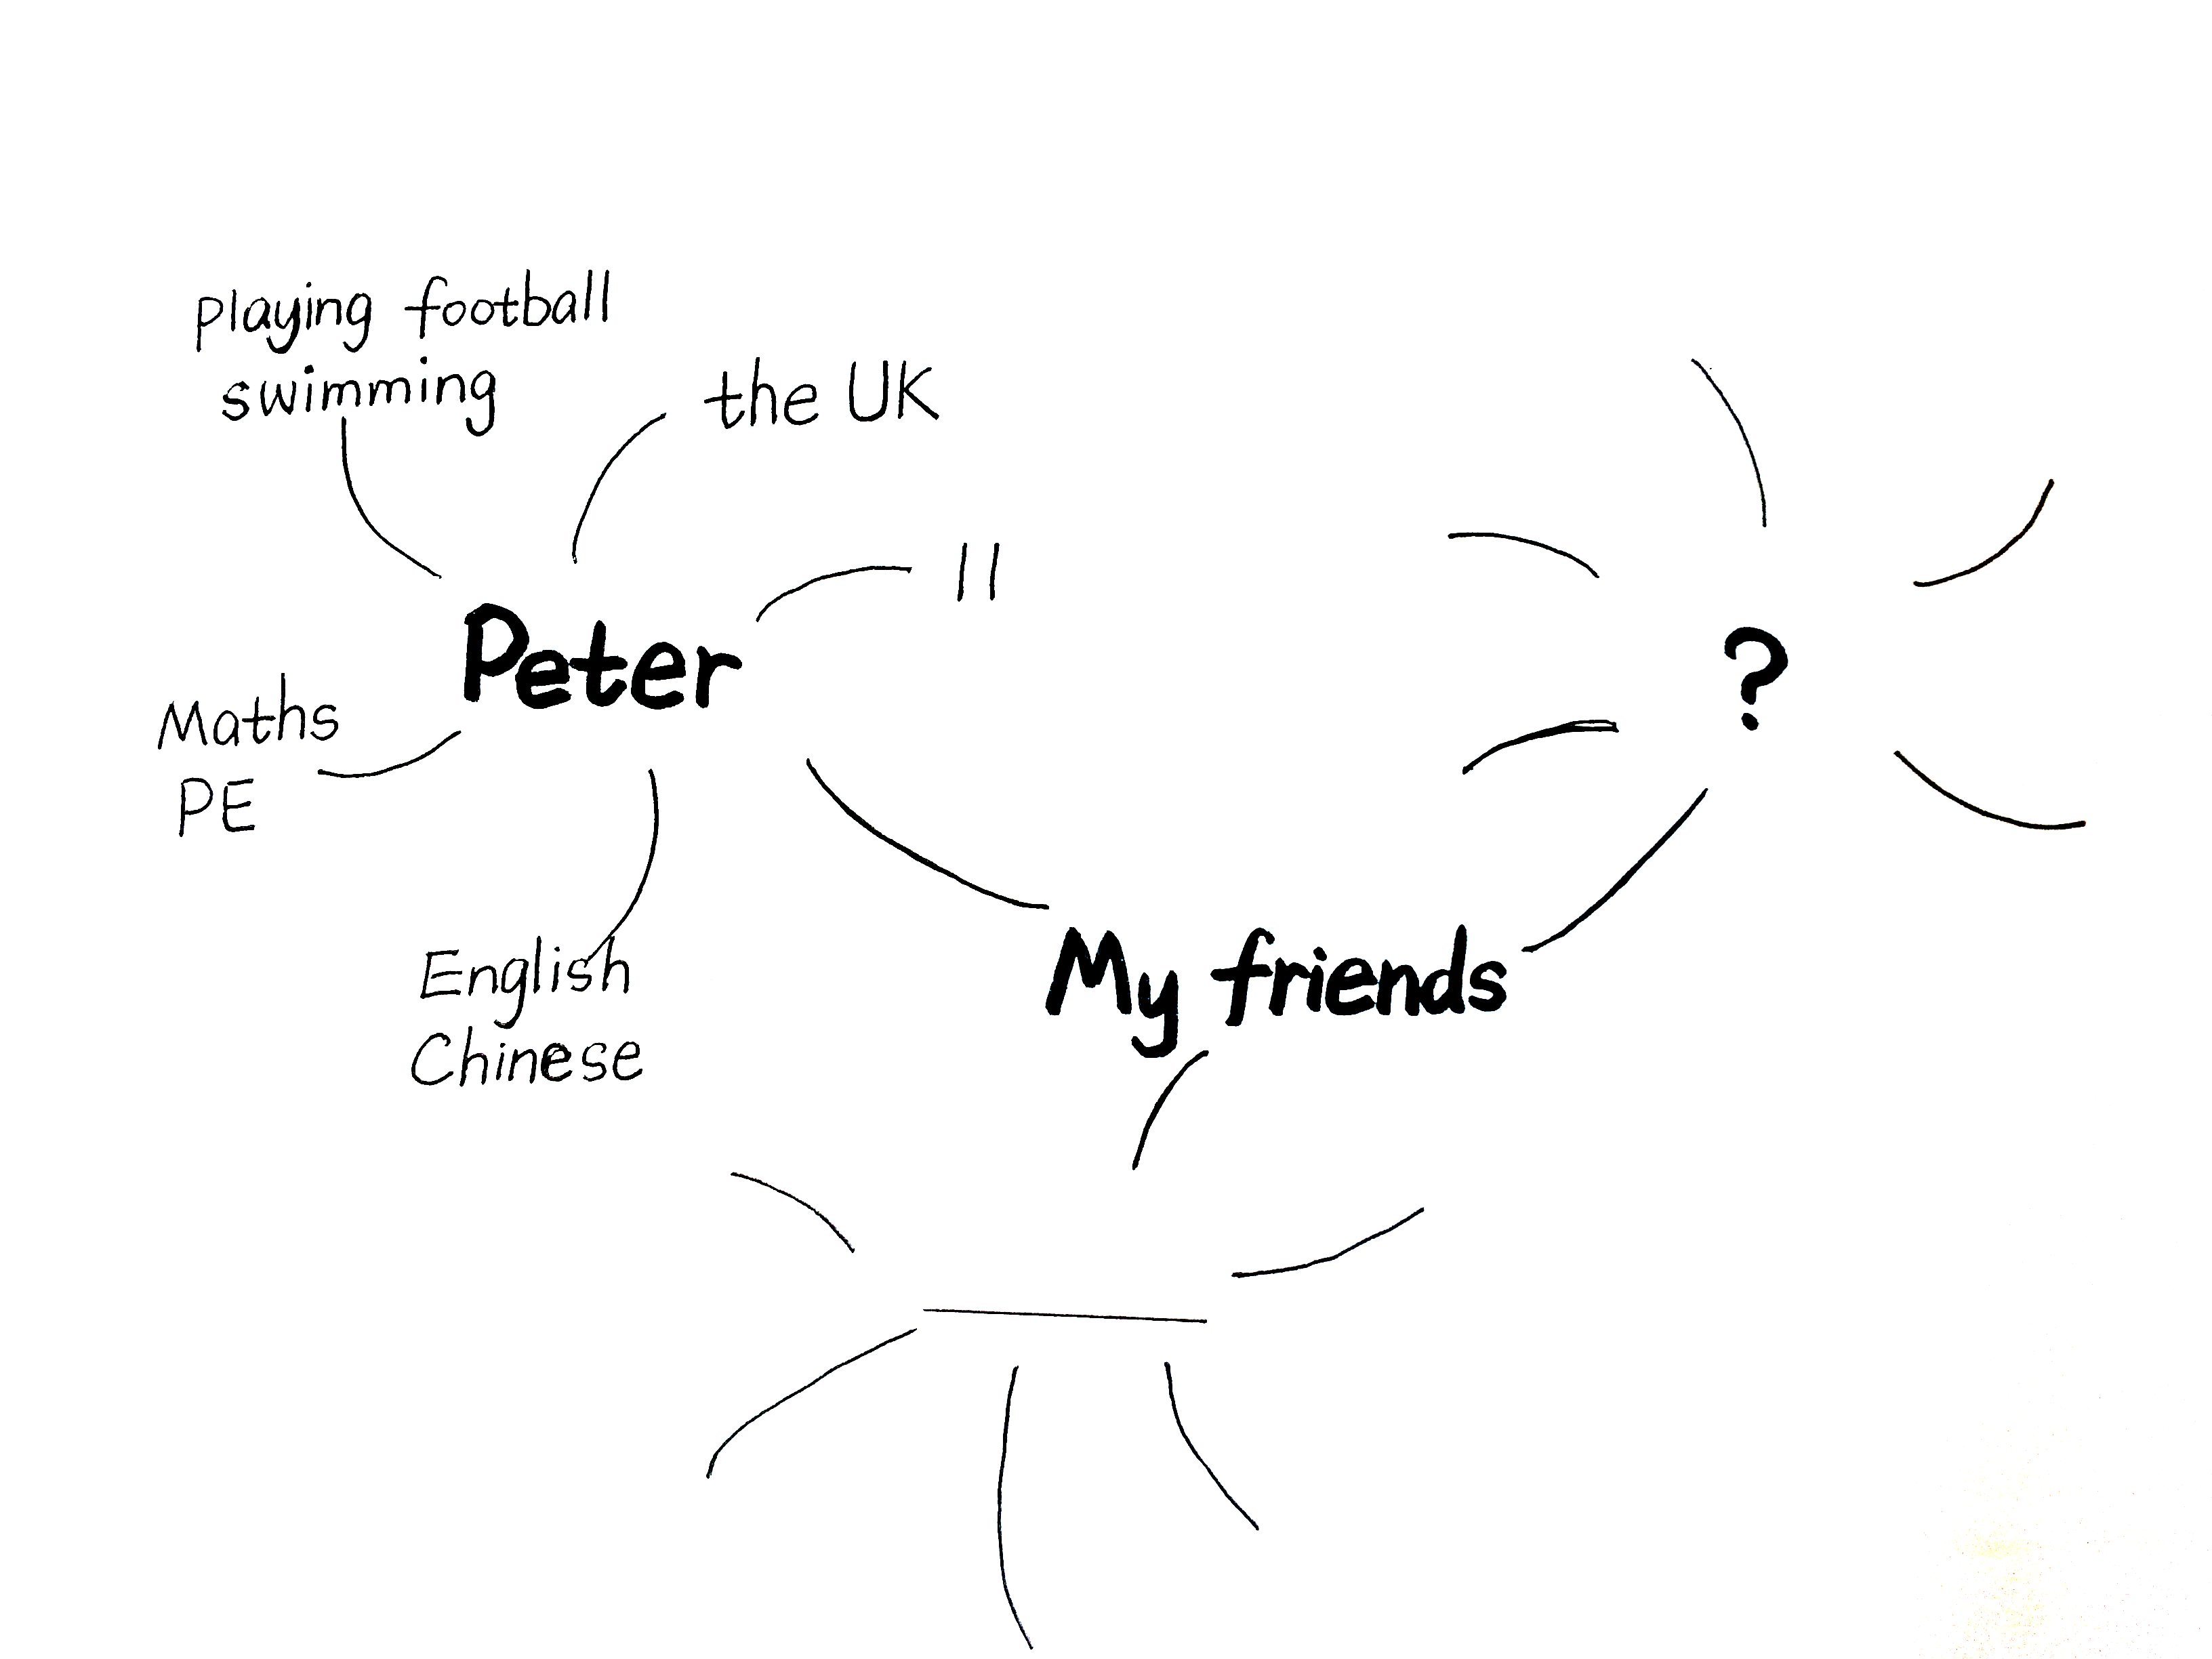 playing football
swimming
the UK
11
Peter
Maths
PE
English
Chinese
?
My friends